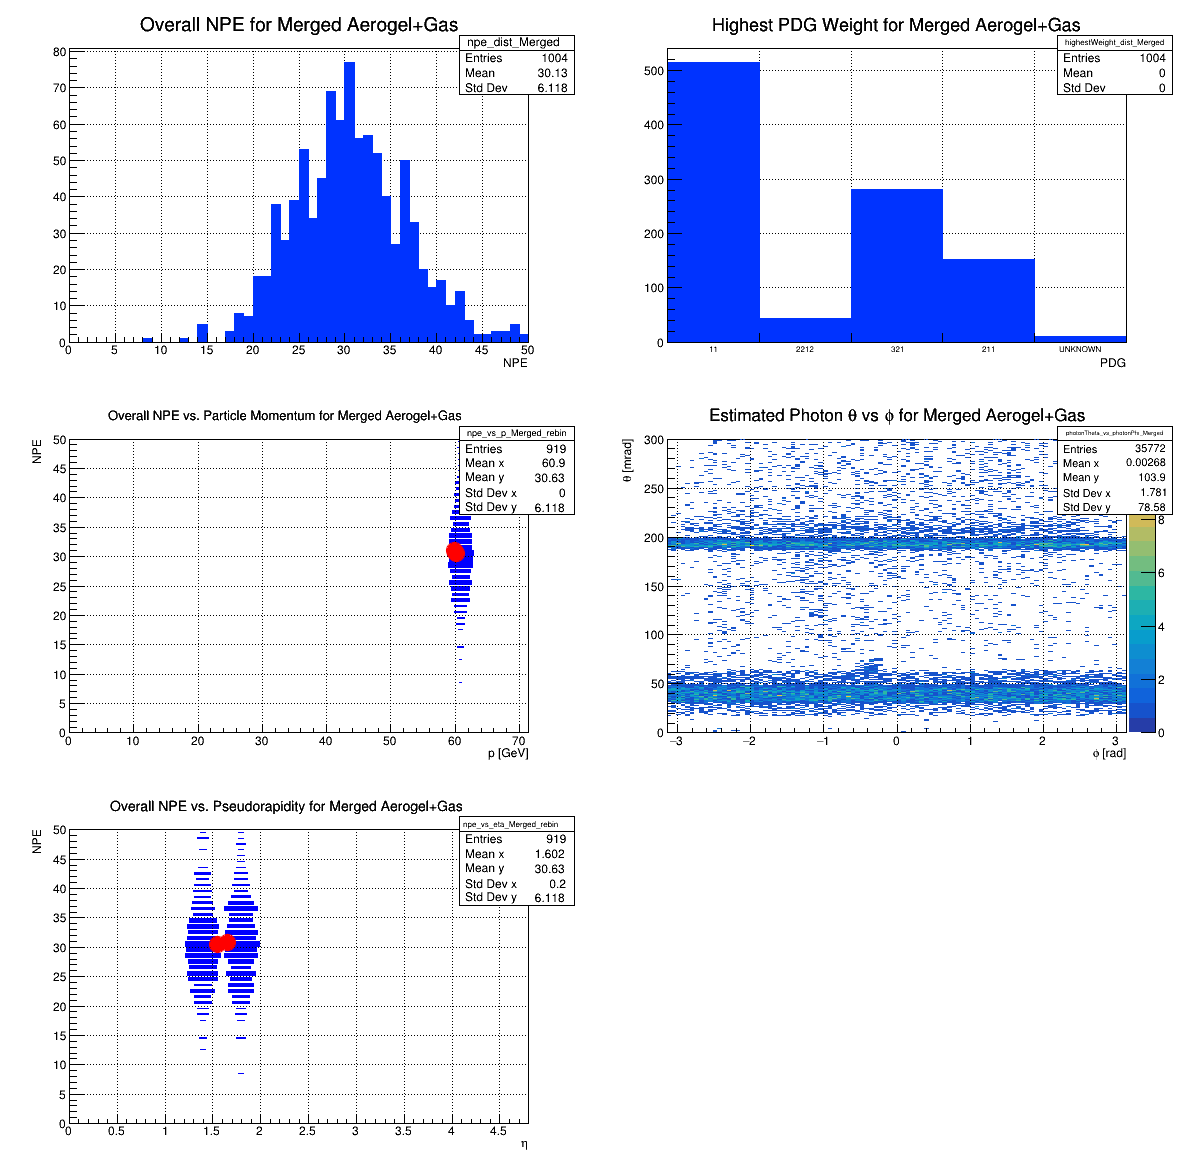 Overall NPE for Merged Aerogel+Gas
npe_dist_Merged
Entries 1004
Mean 30.13
Std Dev 6.118
80
70
60
50
40
30
20
10
0
0 5 10 15 20 25 30 35 40 45 50
NPE
Highest PDG Weight for Merged Aerogel+Gas
highestWeight_dist_Merged
Entries 1004
Mean 0
Std Dev 0
500
400
300
200
100
0
11 2212 321 211 UNKNOWN
PDG
Overall NPE vs. Particle Momentum for Merged Aerogel+Gas
npe_vs_p_Merged_rebin
Entries 919
Mean x 60.9
Mean y 30.63
Std Dev x 0
Std Dev y 6.118
NPE
50
45
40
35
30
25
20
15
10
5
0
0 10 20 30 40 50 60 70
p [GeV]
Estimated Photon θ vs ϕ for Merged Aerogel+Gas
photonTheta_vs_photonPhi_Merged
Entries 35772
Mean x 0.00268
Mean y 103.9
Std Dev x 1.781
Std Dev y 78.58
θ [mrad]
300
250
200
150
100
50
0
−3 −2 −1 0 1 2 3
ϕ [rad]
8
6
4
2
0
Overall NPE vs. Pseudorapidity for Merged Aerogel+Gas
npe_vs_eta_Merged_rebin
Entries 919
Mean x 1.602
Mean y 30.63
Std Dev x 0.2
Std Dev y 6.118
NPE
50
45
40
35
30
25
20
15
10
5
0
0 0.5 1 1.5 2 2.5 3 3.5 4 4.5
η